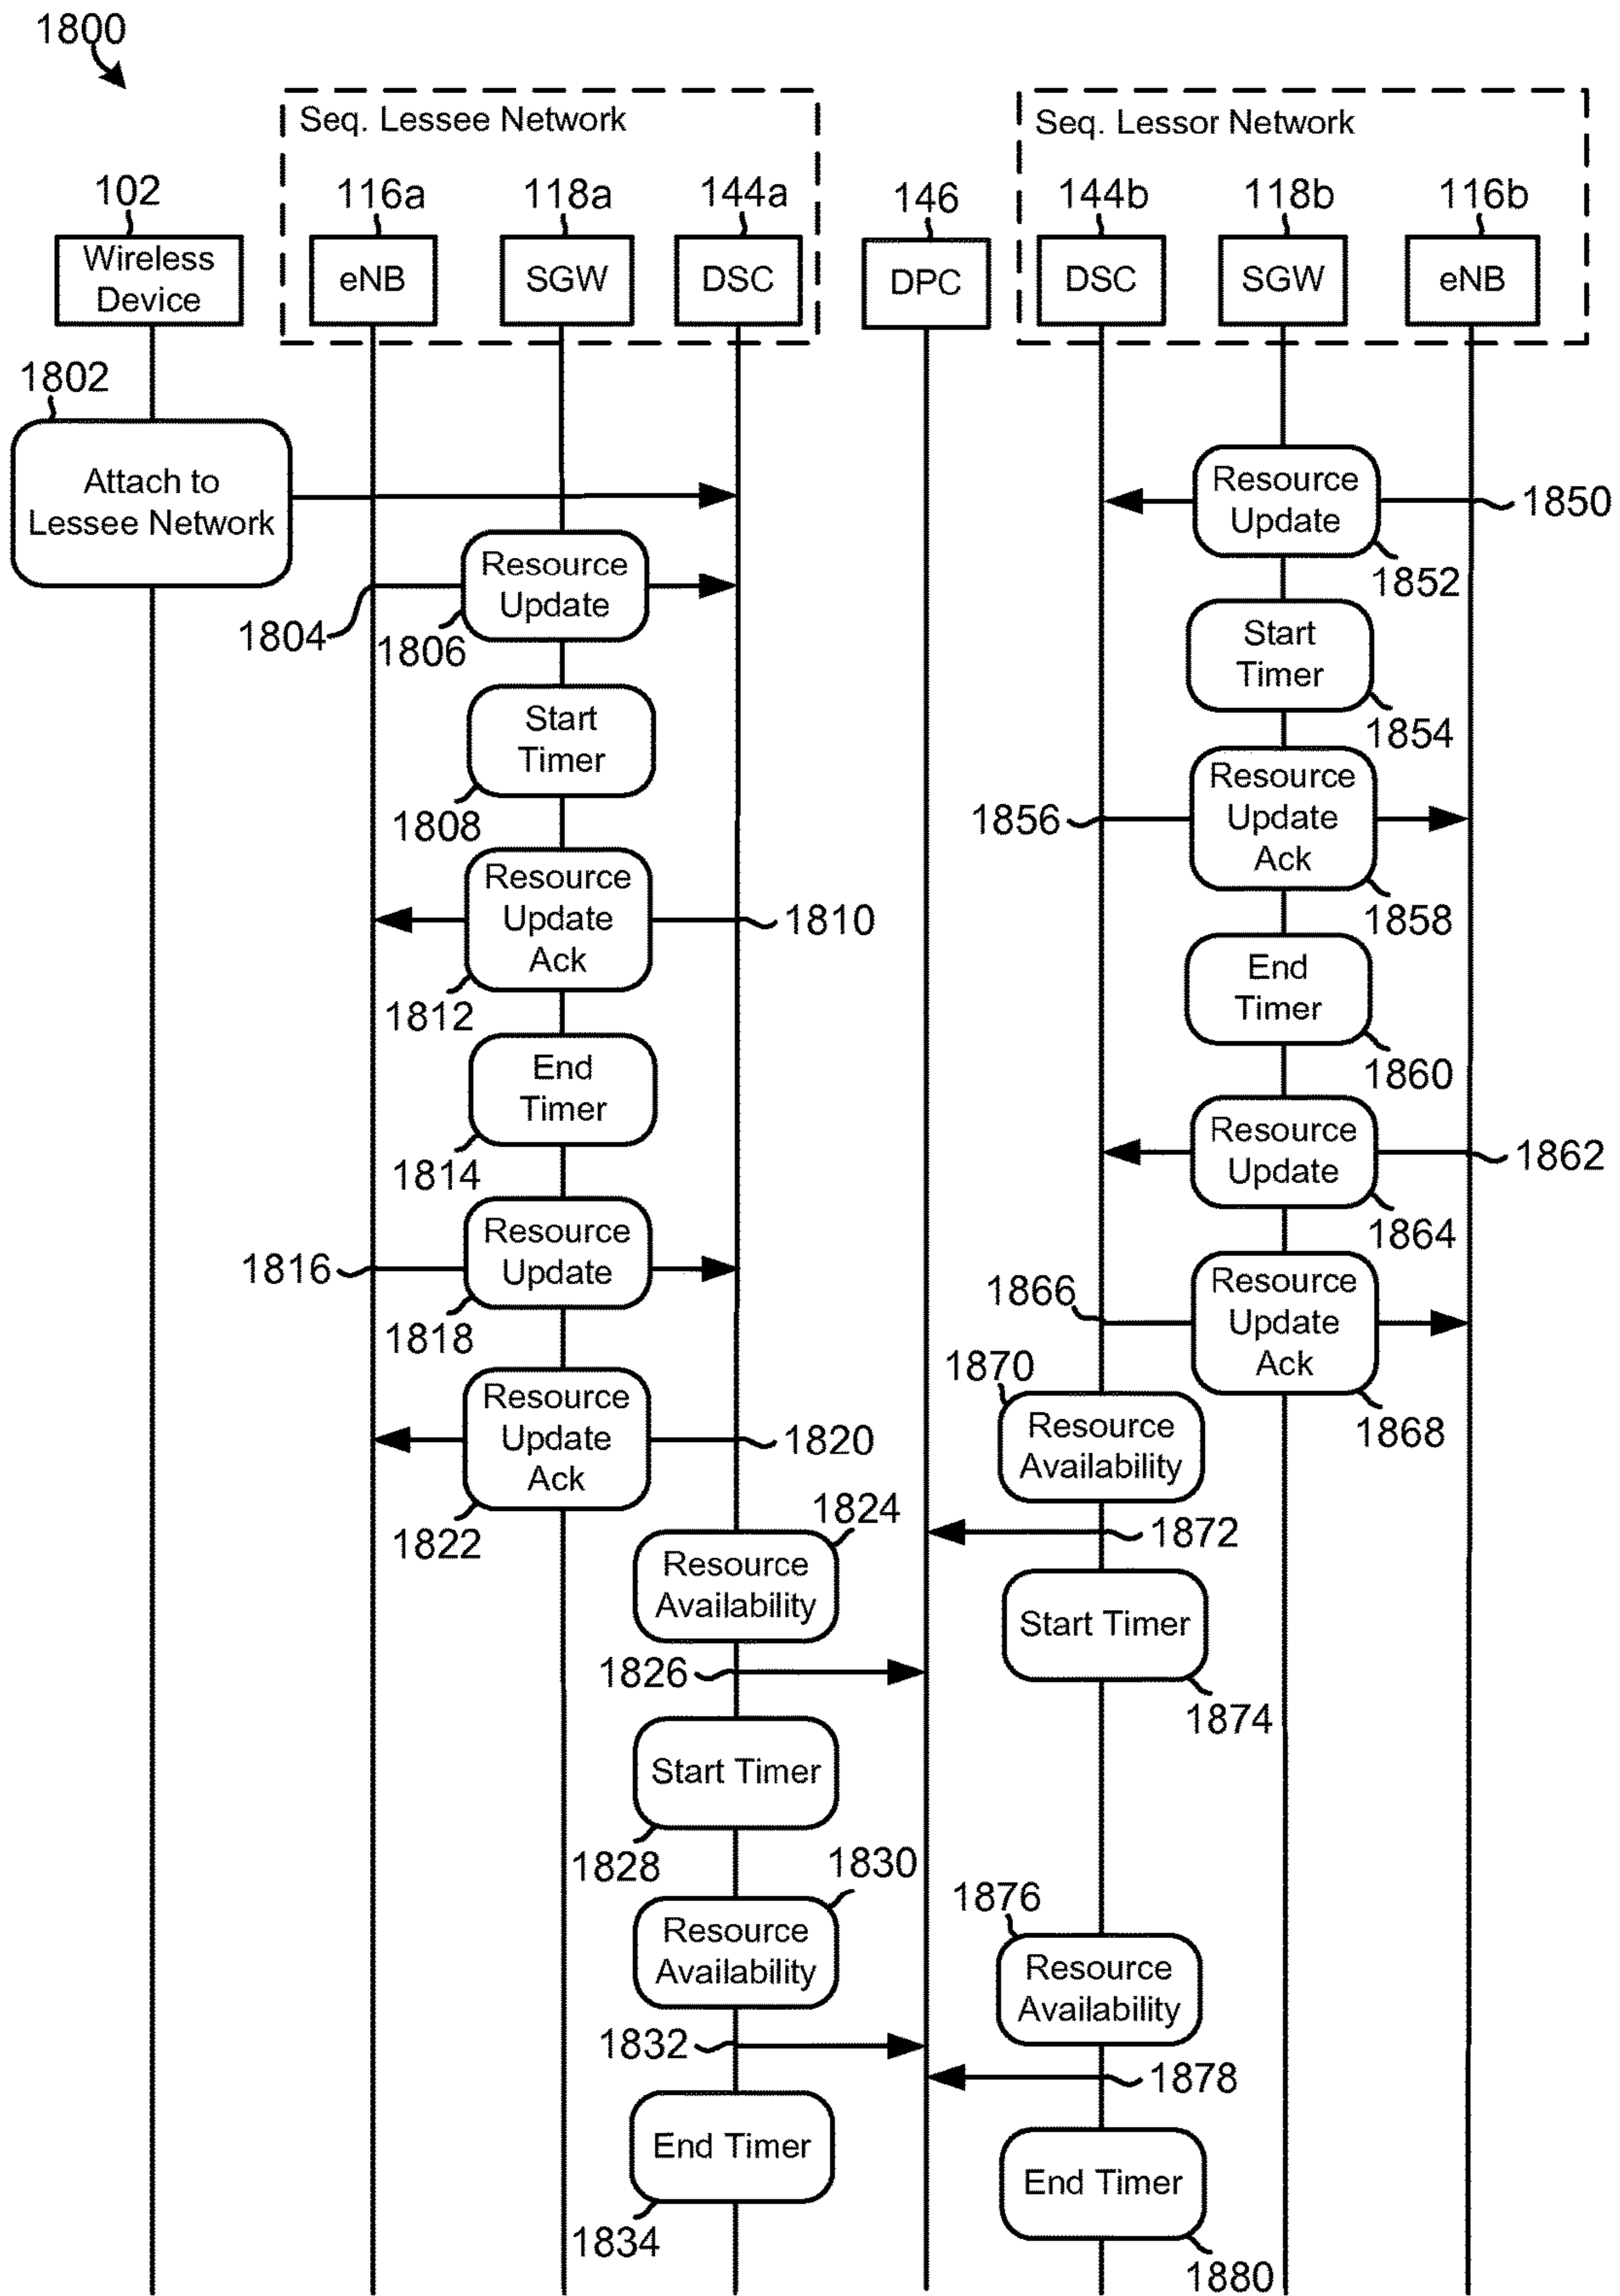 1800
Seq. Lessee Network
Seq. Lessor Network
102
116a
118a
144a
146
144b
118b
116b
Wireless
Device
eNB
SGW
DSC
DPC
DSC
SGW
eNB
1802
Attach to
Lessee Network
Resource
Update
1850
1852
Resource
Update
1804
1806
Start
Timer
1854
Start
Timer
1808
Resource
Update
Ack
1856
1858
Resource
Update
Ack
1810
1812
End
Timer
1860
End
Timer
1814
Resource
Update
1862
1864
Resource
Update
1816
1818
Resource
Update
Ack
1866
1868
Resource
Update
Ack
1820
1822
1870
Resource
Availability
1872
1824
Resource
Availability
1826
Start Timer
1874
Start Timer
1828
1830
Resource
Availability
1832
1876
Resource
Availability
1878
End Timer
1834
End Timer
1880